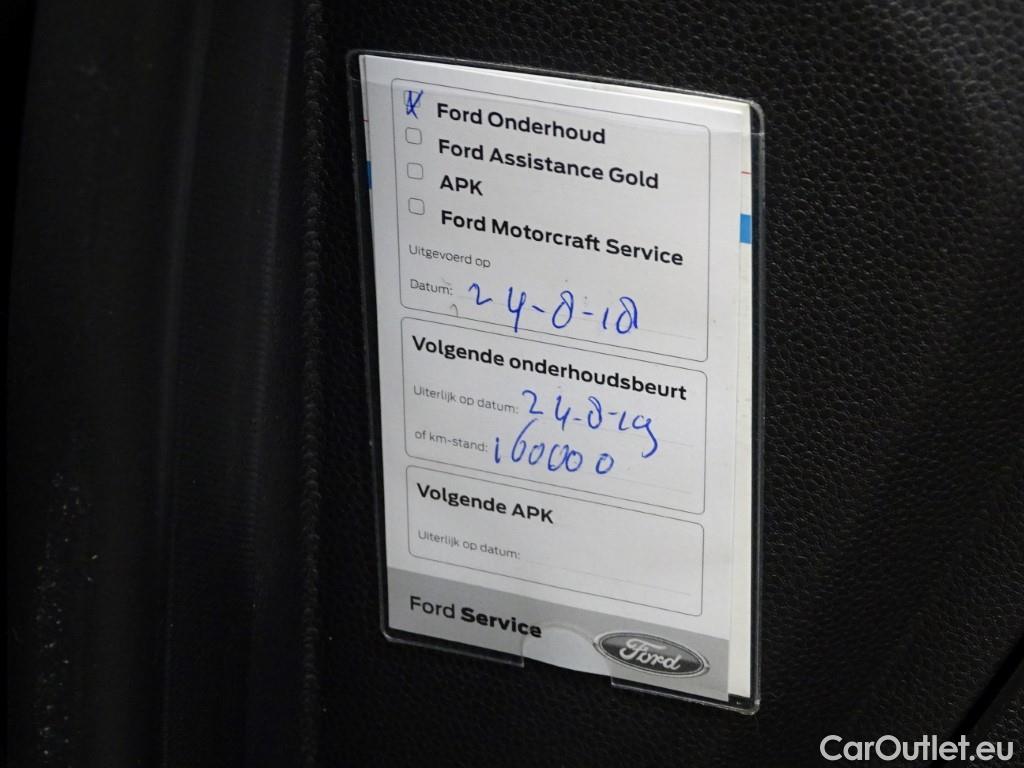 Ford Onderhoud
Ford Assistance Gold
APK
Ford Motorcraft Service
Uitgevoerd op
Datum: 24-8-18
Volgende onderhoudsbeurt
Uiterlijk op datum: 24-8-19
of km-stand: 160000
Volgende APK
Uiterlijk op datum:
Ford Service
Ford
CarOutlet.eu